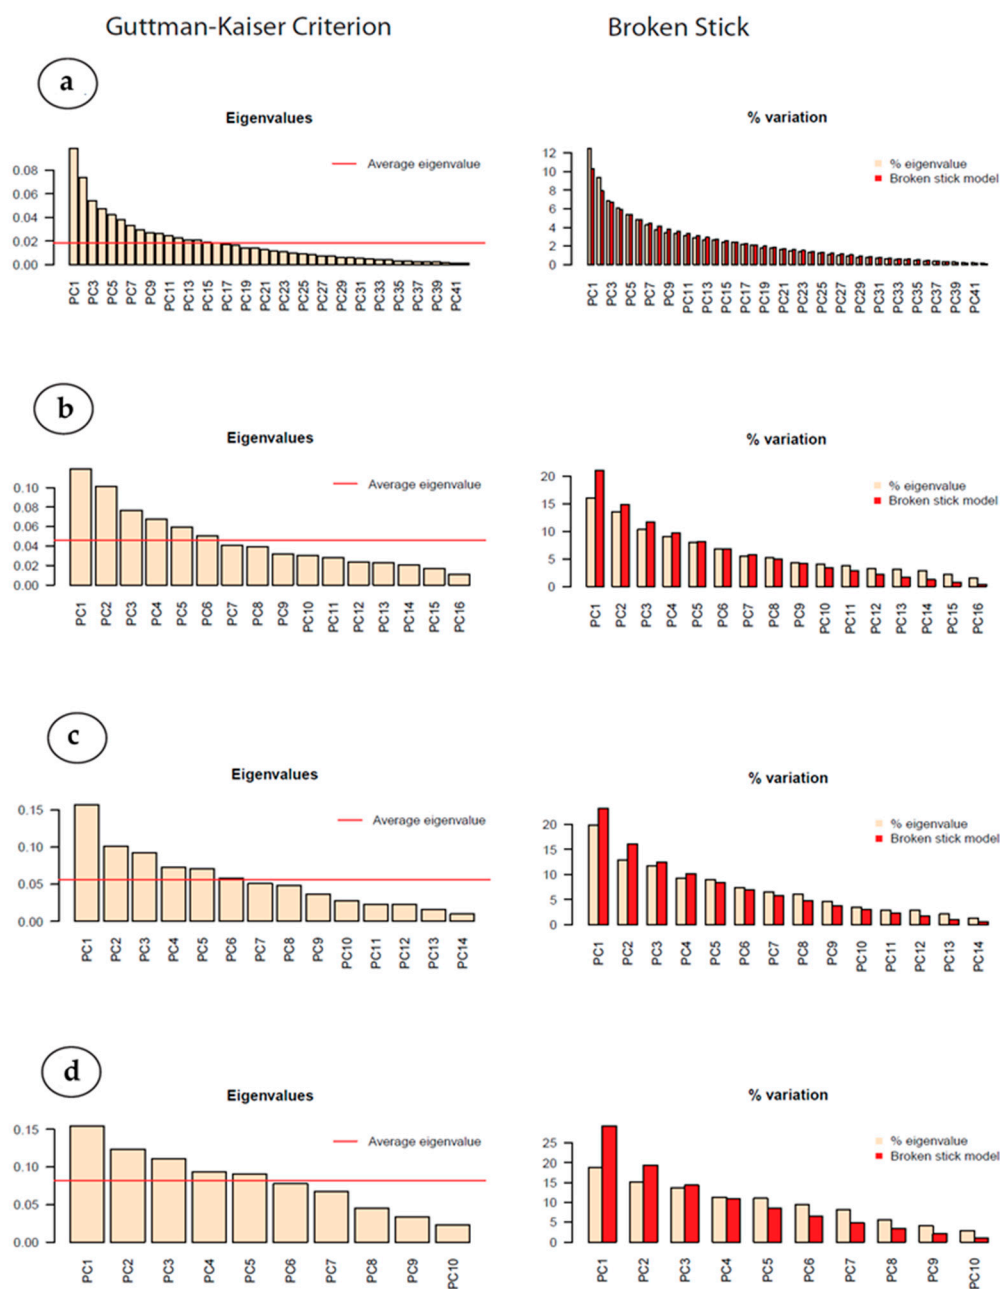 Guttman-Kaiser Criterion
Broken Stick
a
Eigenvalues
Average eigenvalue
0.08
0.06
0.04
0.02
0.00
PC1
PC3
PC5
PC7
PC9
PC11
PC13
PC15
PC17
PC19
PC21
PC23
PC25
PC27
PC29
PC31
PC33
PC35
PC37
PC39
PC41
% variation
% eigenvalue
Broken stick model
12
10
8
6
4
2
0
PC1
PC3
PC5
PC7
PC9
PC11
PC13
PC15
PC17
PC19
PC21
PC23
PC25
PC27
PC29
PC31
PC33
PC35
PC37
PC39
PC41
b
Eigenvalues
Average eigenvalue
0.10
0.08
0.06
0.04
0.02
0.00
PC1
PC2
PC3
PC4
PC5
PC6
PC7
PC8
PC9
PC10
PC11
PC12
PC13
PC14
PC15
PC16
% variation
% eigenvalue
Broken stick model
20
15
10
5
0
PC1
PC2
PC3
PC4
PC5
PC6
PC7
PC8
PC9
PC10
PC11
PC12
PC13
PC14
PC15
PC16
c
Eigenvalues
Average eigenvalue
0.15
0.10
0.05
0.00
PC1
PC2
PC3
PC4
PC5
PC6
PC7
PC8
PC9
PC10
PC11
PC12
PC13
PC14
% variation
% eigenvalue
Broken stick model
20
15
10
5
0
PC1
PC2
PC3
PC4
PC5
PC6
PC7
PC8
PC9
PC10
PC11
PC12
PC13
PC14
d
Eigenvalues
Average eigenvalue
0.15
0.10
0.05
0.00
PC1
PC2
PC3
PC4
PC5
PC6
PC7
PC8
PC9
PC10
% variation
% eigenvalue
Broken stick model
25
20
15
10
5
0
PC1
PC2
PC3
PC4
PC5
PC6
PC7
PC8
PC9
PC10